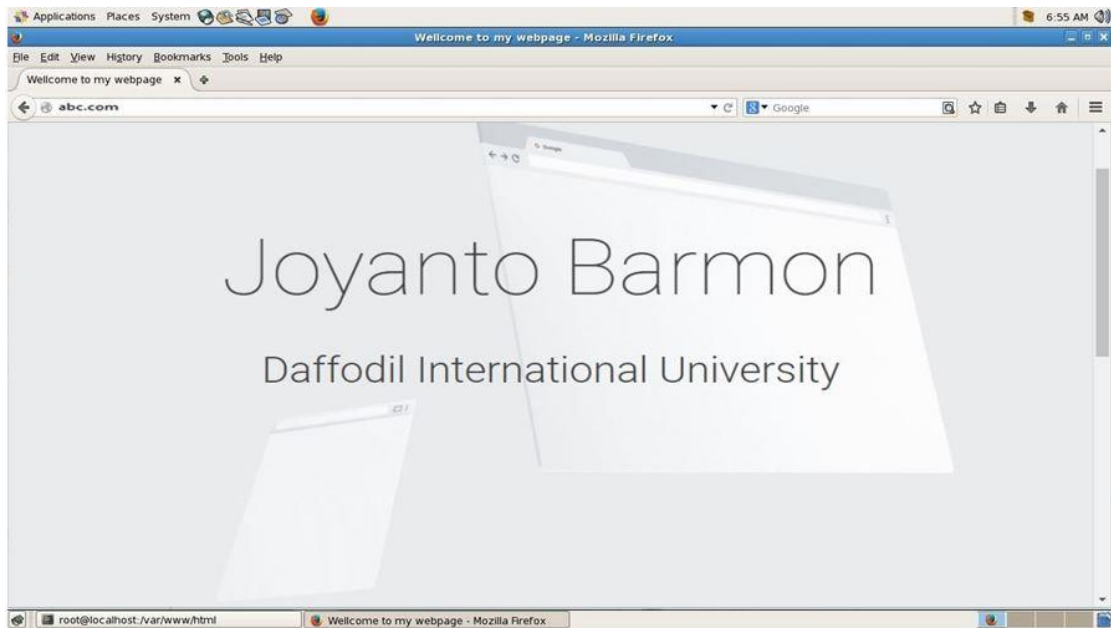 Applications Places System 6:55 AM
Wellcome to my webpage - Mozilla Firefox
File Edit View History Bookmarks Tools Help
Wellcome to my webpage
abc.com Google
Google
Joyanto Barmon
Daffodil International University
root@localhost:/var/www/html Wellcome to my webpage - Mozilla Firefox